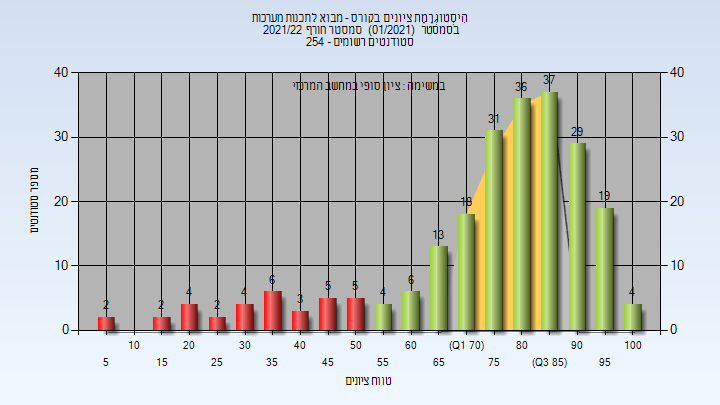 הִיסְטוֹגְרָמַת ציונים בקורס - מבוא לתכנות מערכות
בסמסטר (01/2021) סמסטר חורף 2021/22
סטודנטים רשומים - 254
במשימה : ציון סופי במחשב המרכזי
מספר סטודנטים
40 40
30 30
20 20
10 10
0 0
2 2 4 2 4 6 3 5 5 4 6 13 18 31 36 37 29 19 4
10 20 30 40 50 60 (Q1 70) 80 90 100
5 15 25 35 45 55 65 75 (Q3 85) 95
טווח ציונים